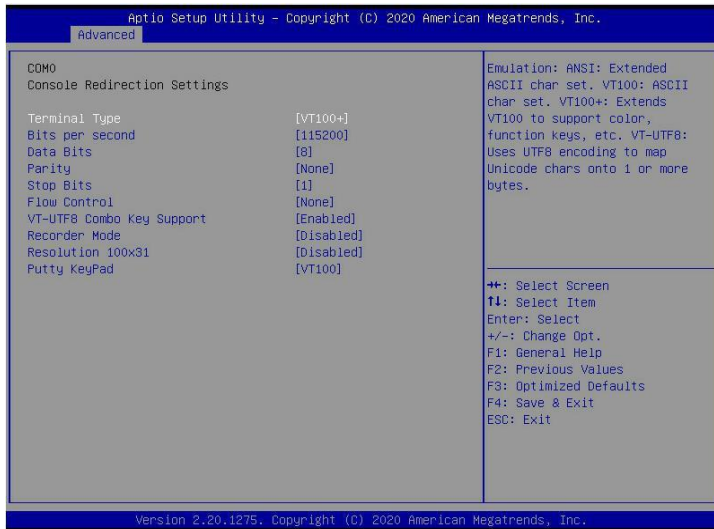 Aptio Setup Utility – Copyright (C) 2020 American Megatrends, Inc.
Advanced
COM0
Console Redirection Settings
Terminal Type [VT100+]
Bits per second [115200]
Data Bits [8]
Parity [None]
Stop Bits [1]
Flow Control [None]
VT-UTF8 Combo Key Support [Enabled]
Recorder Mode [Disabled]
Resolution 100x31 [Disabled]
Putty KeyPad [VT100]
Emulation: ANSI: Extended
ASCII char set. VT100: ASCII
char set. VT100+: Extends
VT100 to support color,
function keys, etc. VT-UTF8:
Uses UTF8 encoding to map
Unicode chars onto 1 or more
bytes.
→←: Select Screen
↑↓: Select Item
Enter: Select
+/-: Change Opt.
F1: General Help
F2: Previous Values
F3: Optimized Defaults
F4: Save & Exit
ESC: Exit
Version 2.20.1275. Copyright (C) 2020 American Megatrends, Inc.